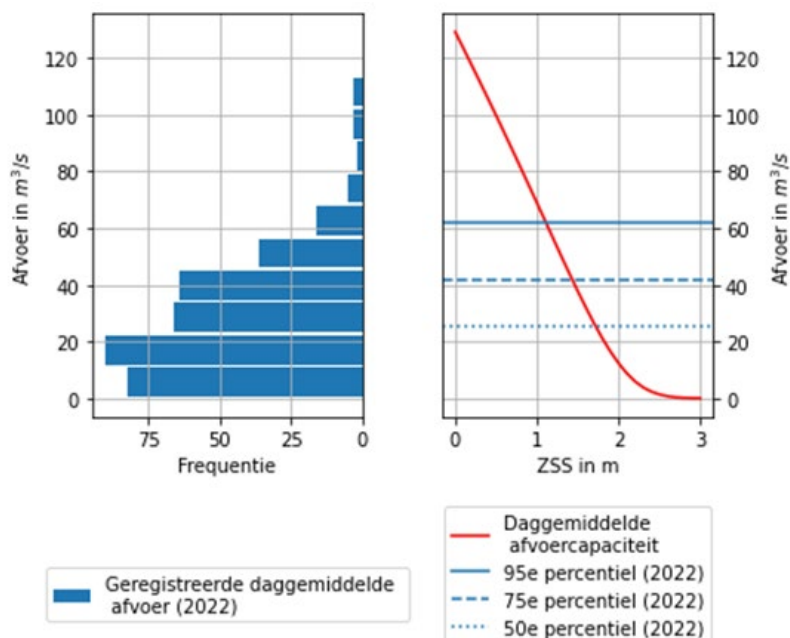 120
100
80
60
40
20
0
Afvoer in m³/s
75 50 25 0
Frequentie
Geregistreerde daggemiddelde
afvoer (2022)
120
100
80
60
40
20
0
Afvoer in m³/s
0 1 2 3
ZSS in m
Daggemiddelde
afvoercapaciteit
95e percentiel (2022)
75e percentiel (2022)
50e percentiel (2022)